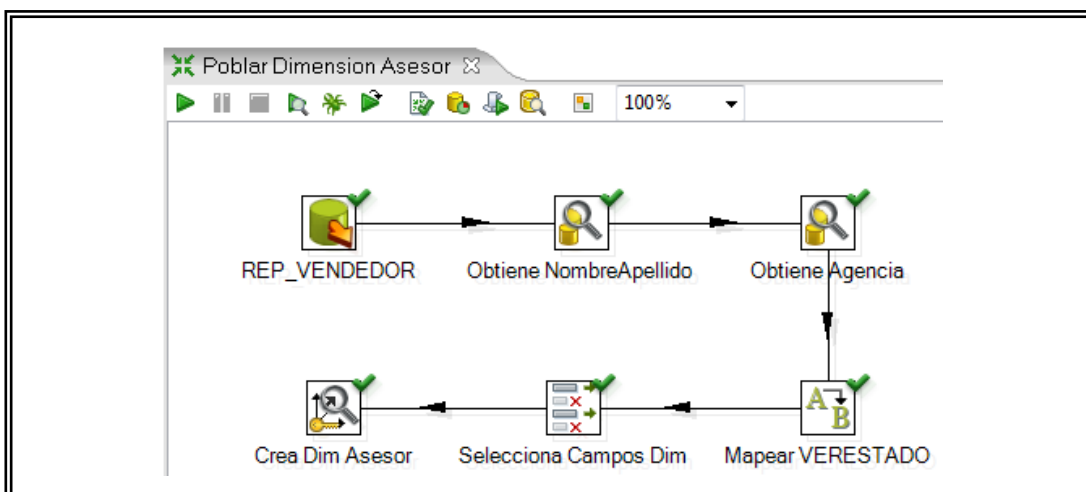 Poblar Dimension Asesor
100%
REP_VENDEDOR Obtiene NombreApellido Obtiene Agencia
A B
Crea Dim Asesor Selecciona Campos Dim Mapear VERESTADO